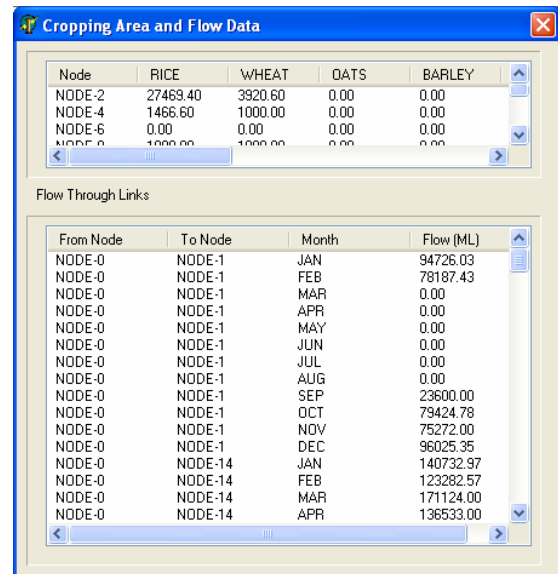 Cropping Area and Flow Data
Node RICE WHEAT OATS BARLEY
NODE-2 27469.40 3920.60 0.00 0.00
NODE-4 1466.60 1000.00 0.00 0.00
NODE-6 0.00 0.00 0.00 0.00
1000.00 1000.00 0.00 0.00
Flow Through Links
From Node To Node Month Flow (ML)
NODE-0 NODE-1 JAN 94726.03
NODE-0 NODE-1 FEB 78187.43
NODE-0 NODE-1 MAR 0.00
NODE-0 NODE-1 APR 0.00
NODE-0 NODE-1 MAY 0.00
NODE-0 NODE-1 JUN 0.00
NODE-0 NODE-1 JUL 0.00
NODE-0 NODE-1 AUG 0.00
NODE-0 NODE-1 SEP 23600.00
NODE-0 NODE-1 OCT 79424.78
NODE-0 NODE-1 NOV 75272.00
NODE-0 NODE-1 DEC 96025.35
NODE-0 NODE-14 JAN 140732.97
NODE-0 NODE-14 FEB 123282.57
NODE-0 NODE-14 MAR 171124.00
NODE-0 NODE-14 APR 136533.00